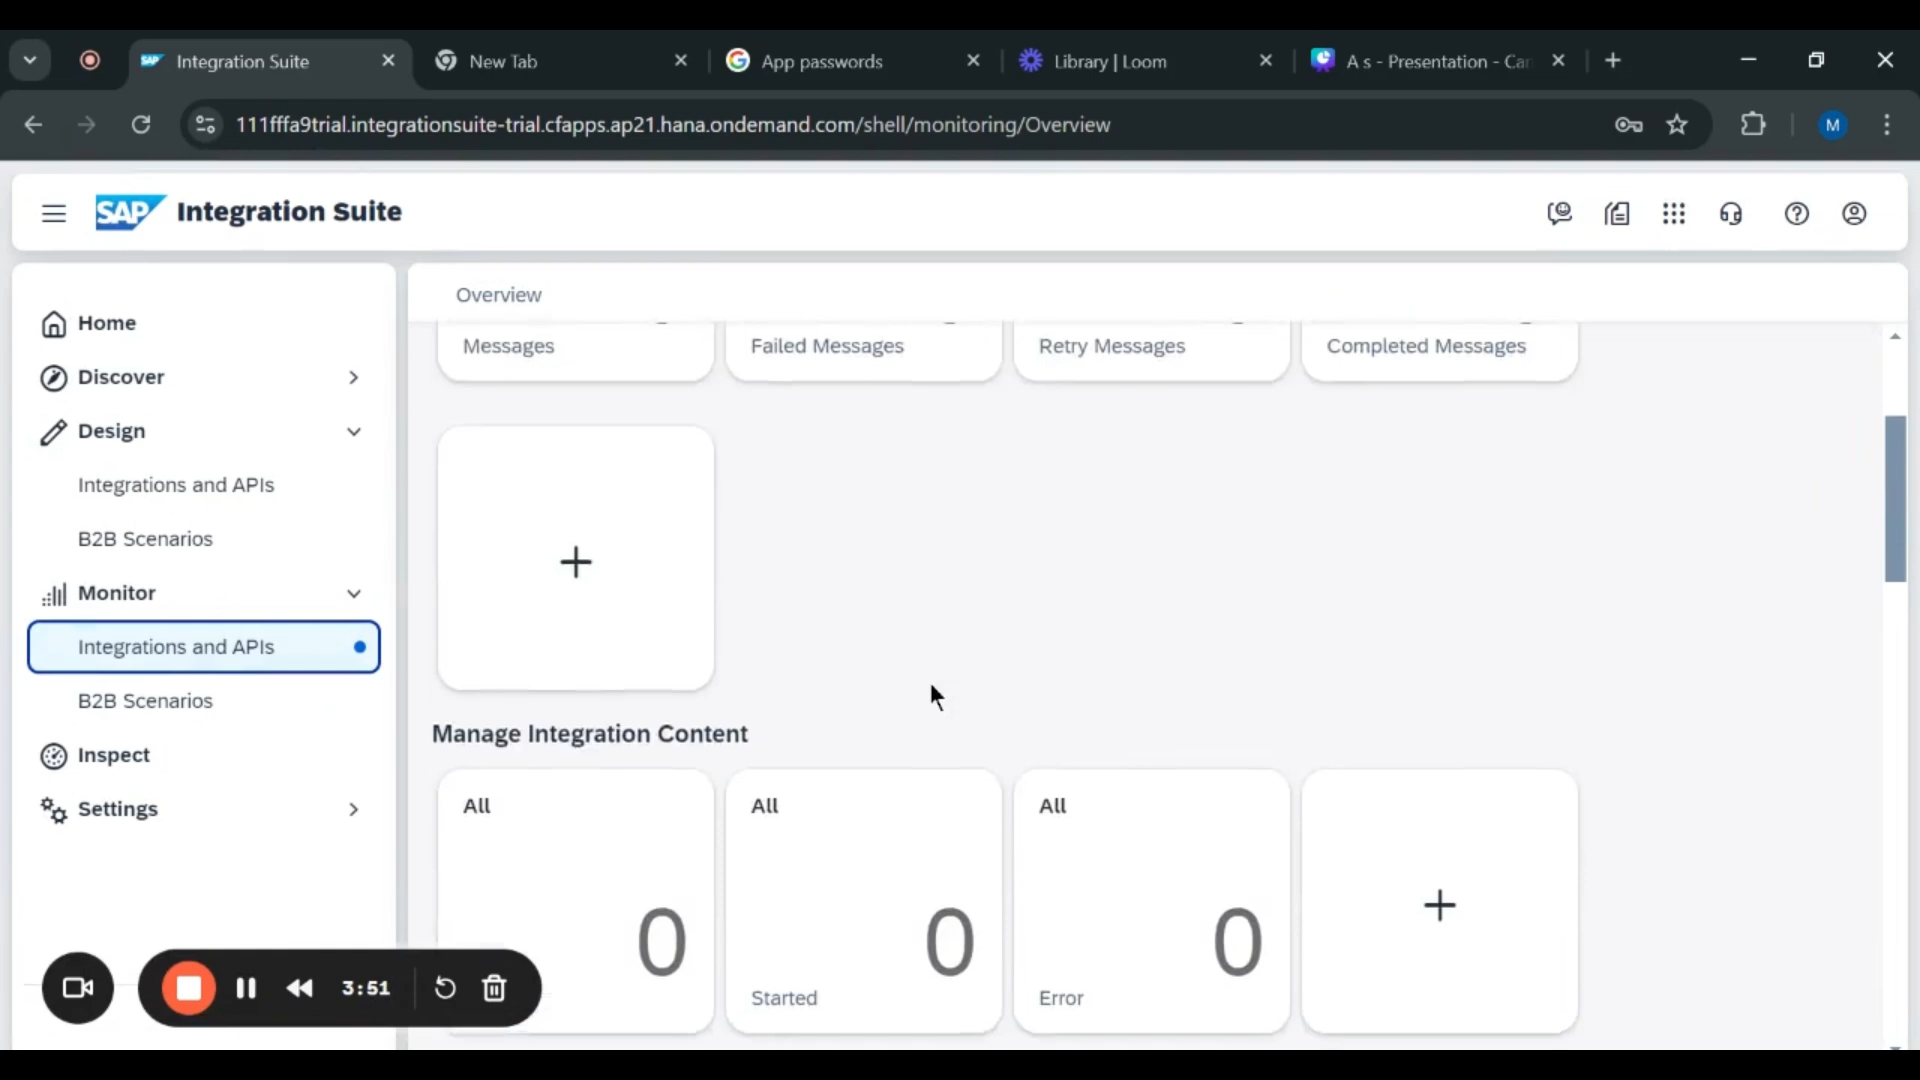 Integration Suite
New Tab
App passwords
Library | Loom
A s - Presentation - Can
111fffa9trial.integrationsuite-trial.cfapps.ap21.hana.ondemand.com/shell/monitoring/Overview
M
SAP Integration Suite
Home
Discover
Design
Integrations and APIs
B2B Scenarios
Monitor
Integrations and APIs
B2B Scenarios
Inspect
Settings
Overview
Messages
Failed Messages
Retry Messages
Completed Messages
Manage Integration Content
All
0
All
0
Started
All
0
Error
3:51